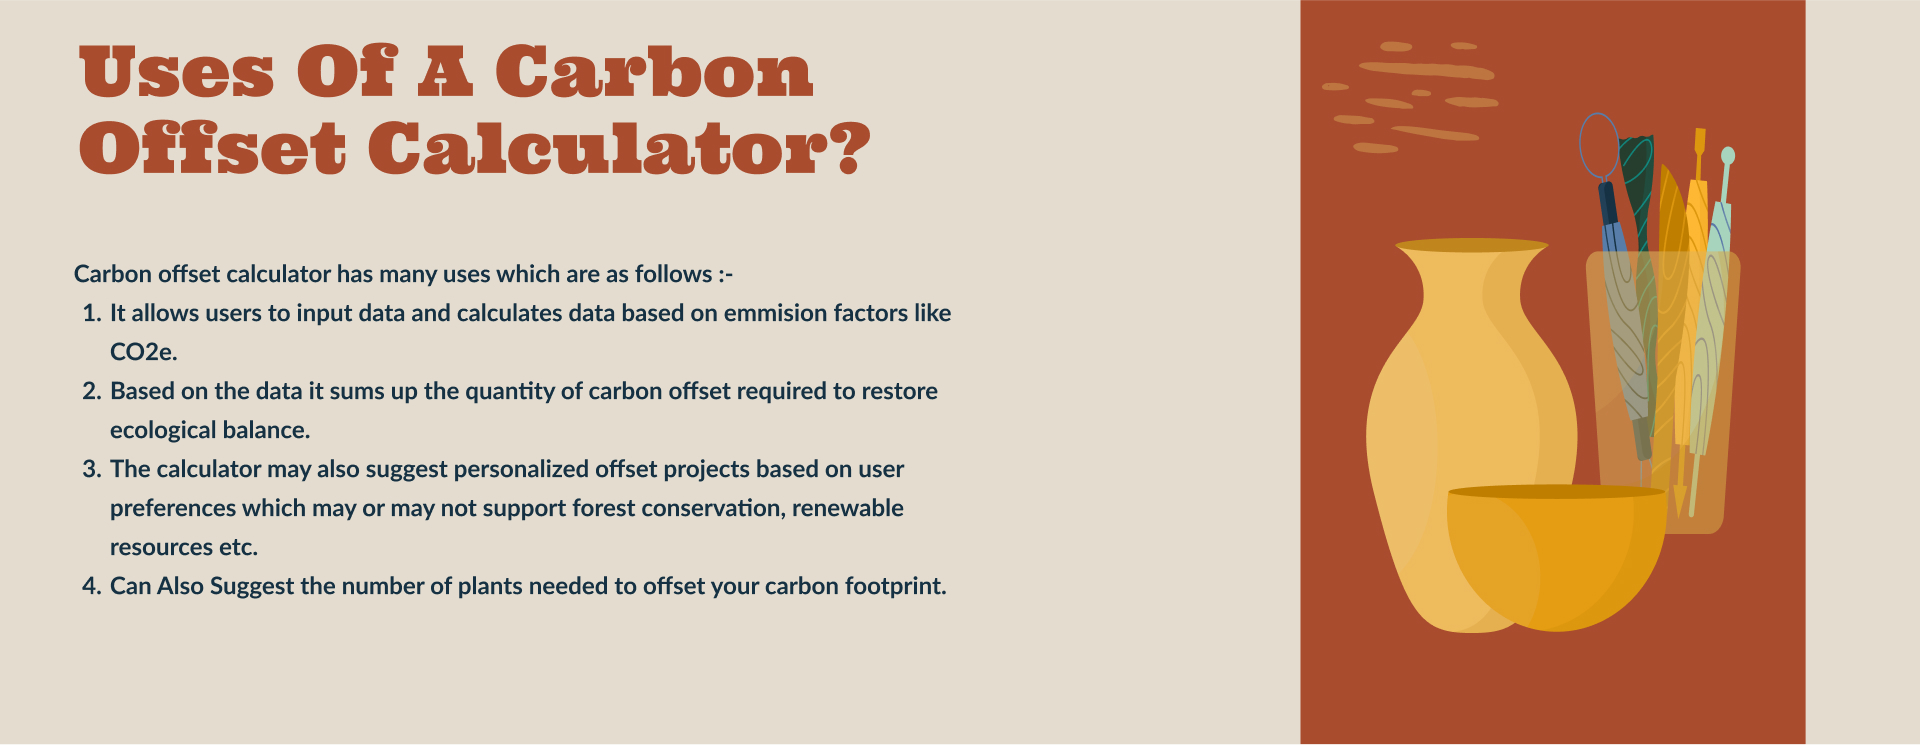 Uses Of A Carbon
Offset Calculator?
Carbon offset calculator has many uses which are as follows :-
1. It allows users to input data and calculates data based on emmision factors like
CO2e.
2. Based on the data it sums up the quantity of carbon offset required to restore
ecological balance.
3. The calculator may also suggest personalized offset projects based on user
preferences which may or may not support forest conservation, renewable
resources etc.
4. Can Also Suggest the number of plants needed to offset your carbon footprint.